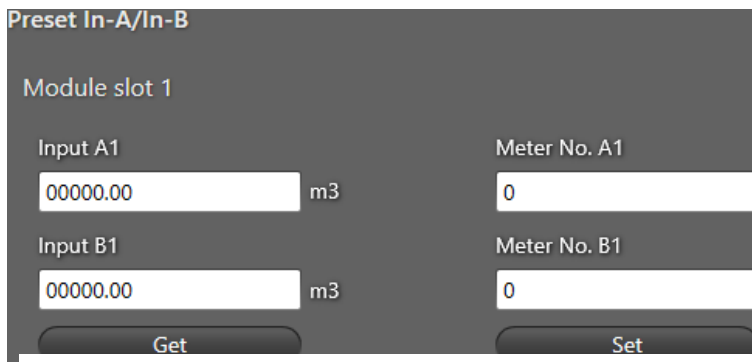 Preset In-A/In-B
Module slot 1
Input A1
Meter No. A1
00000.00 m3
0
Input B1
Meter No. B1
00000.00 m3
0
Get
Set